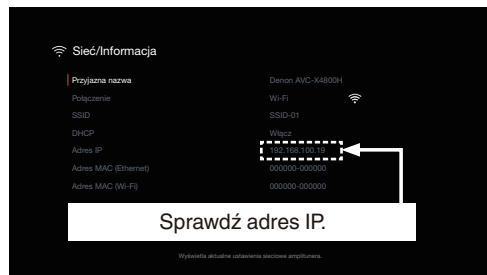 Sieć/Informacja
Przyjazna nazwa Denon AVC-X4800H
Połączenie Wi-Fi
SSID SSID-01
DHCP Włącz
Adres IP 192.168.100.19
Adres MAC (Ethernet) 000000-000000
Adres MAC (Wi-Fi) 000000-000000
Sprawdź adres IP.
Wyświetla aktualne ustawienia sieciowe amplitunera.